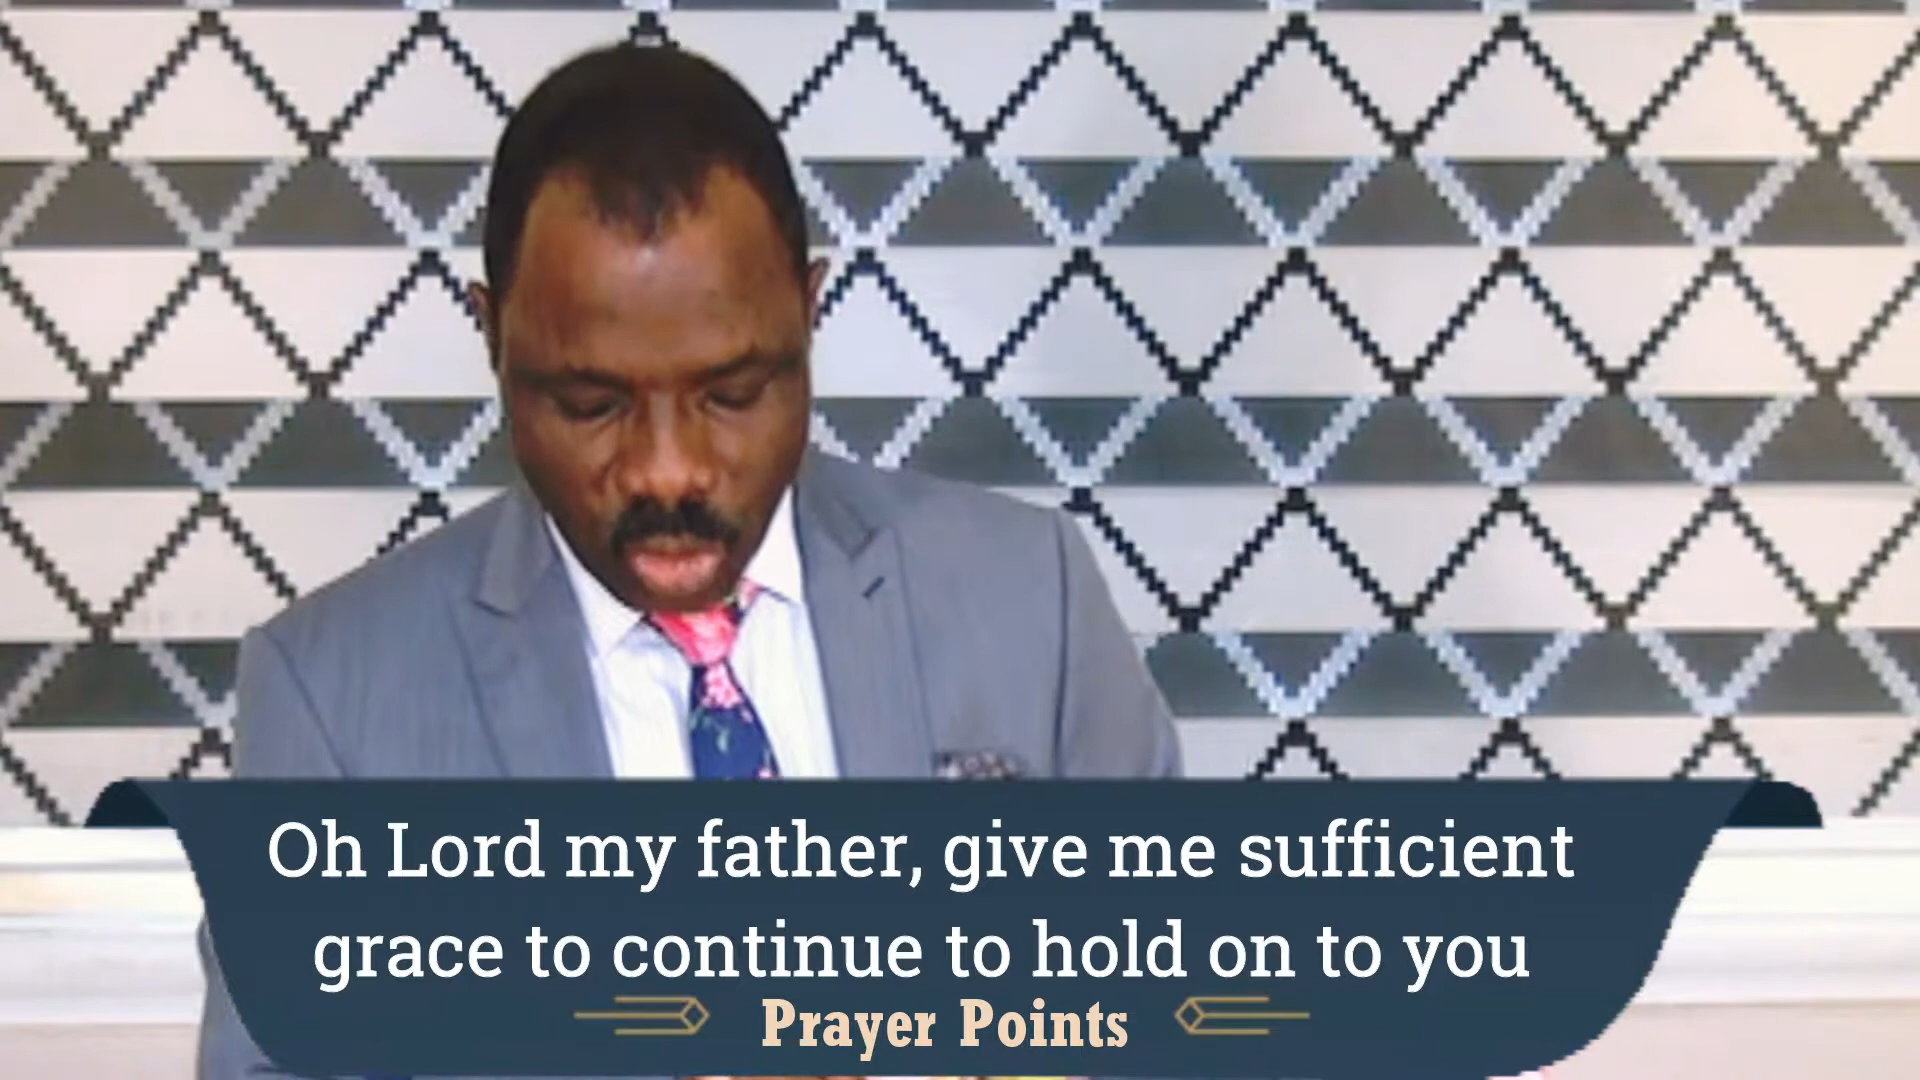 Oh Lord my father, give me sufficient
grace to continue to hold on to you
Prayer Points